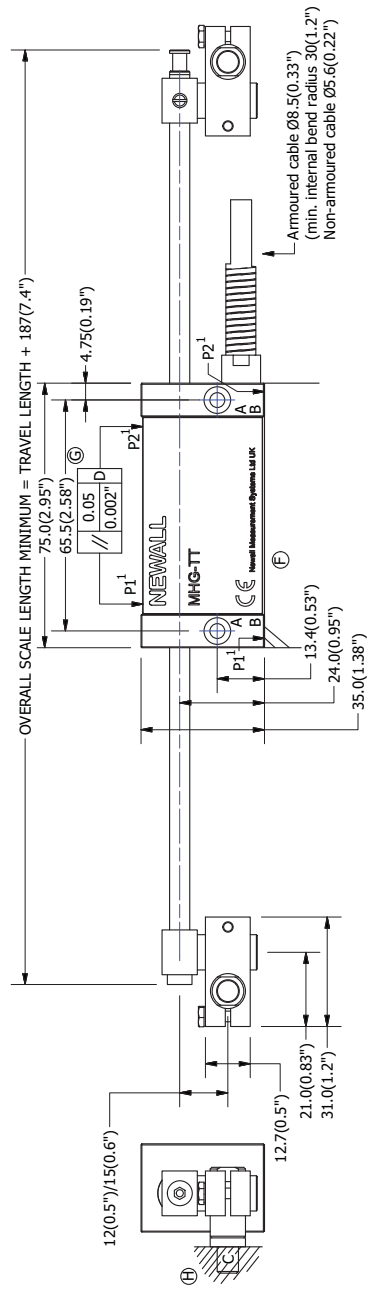 OVERALL SCALE LENGTH MINIMUM = TRAVEL LENGTH + 187(7.4")
75.0(2.95")
65.5(2.58")
4.75(0.19")
G
// 0.05 D
0.002"
P1¹
P2¹
NEWALL
MHG-TT
CE Newall Measurement Systems Ltd UK
A
B
A
B
P1¹
P2¹
F
Armoured cable Ø8.5(0.33")
(min. internal bend radius 30(1.2")
Non-armoured cable Ø5.6(0.22")
13.4(0.53")
24.0(0.95")
35.0(1.38")
12(0.5")/15(0.6")
12.7(0.5")
21.0(0.83")
31.0(1.2")
H
C